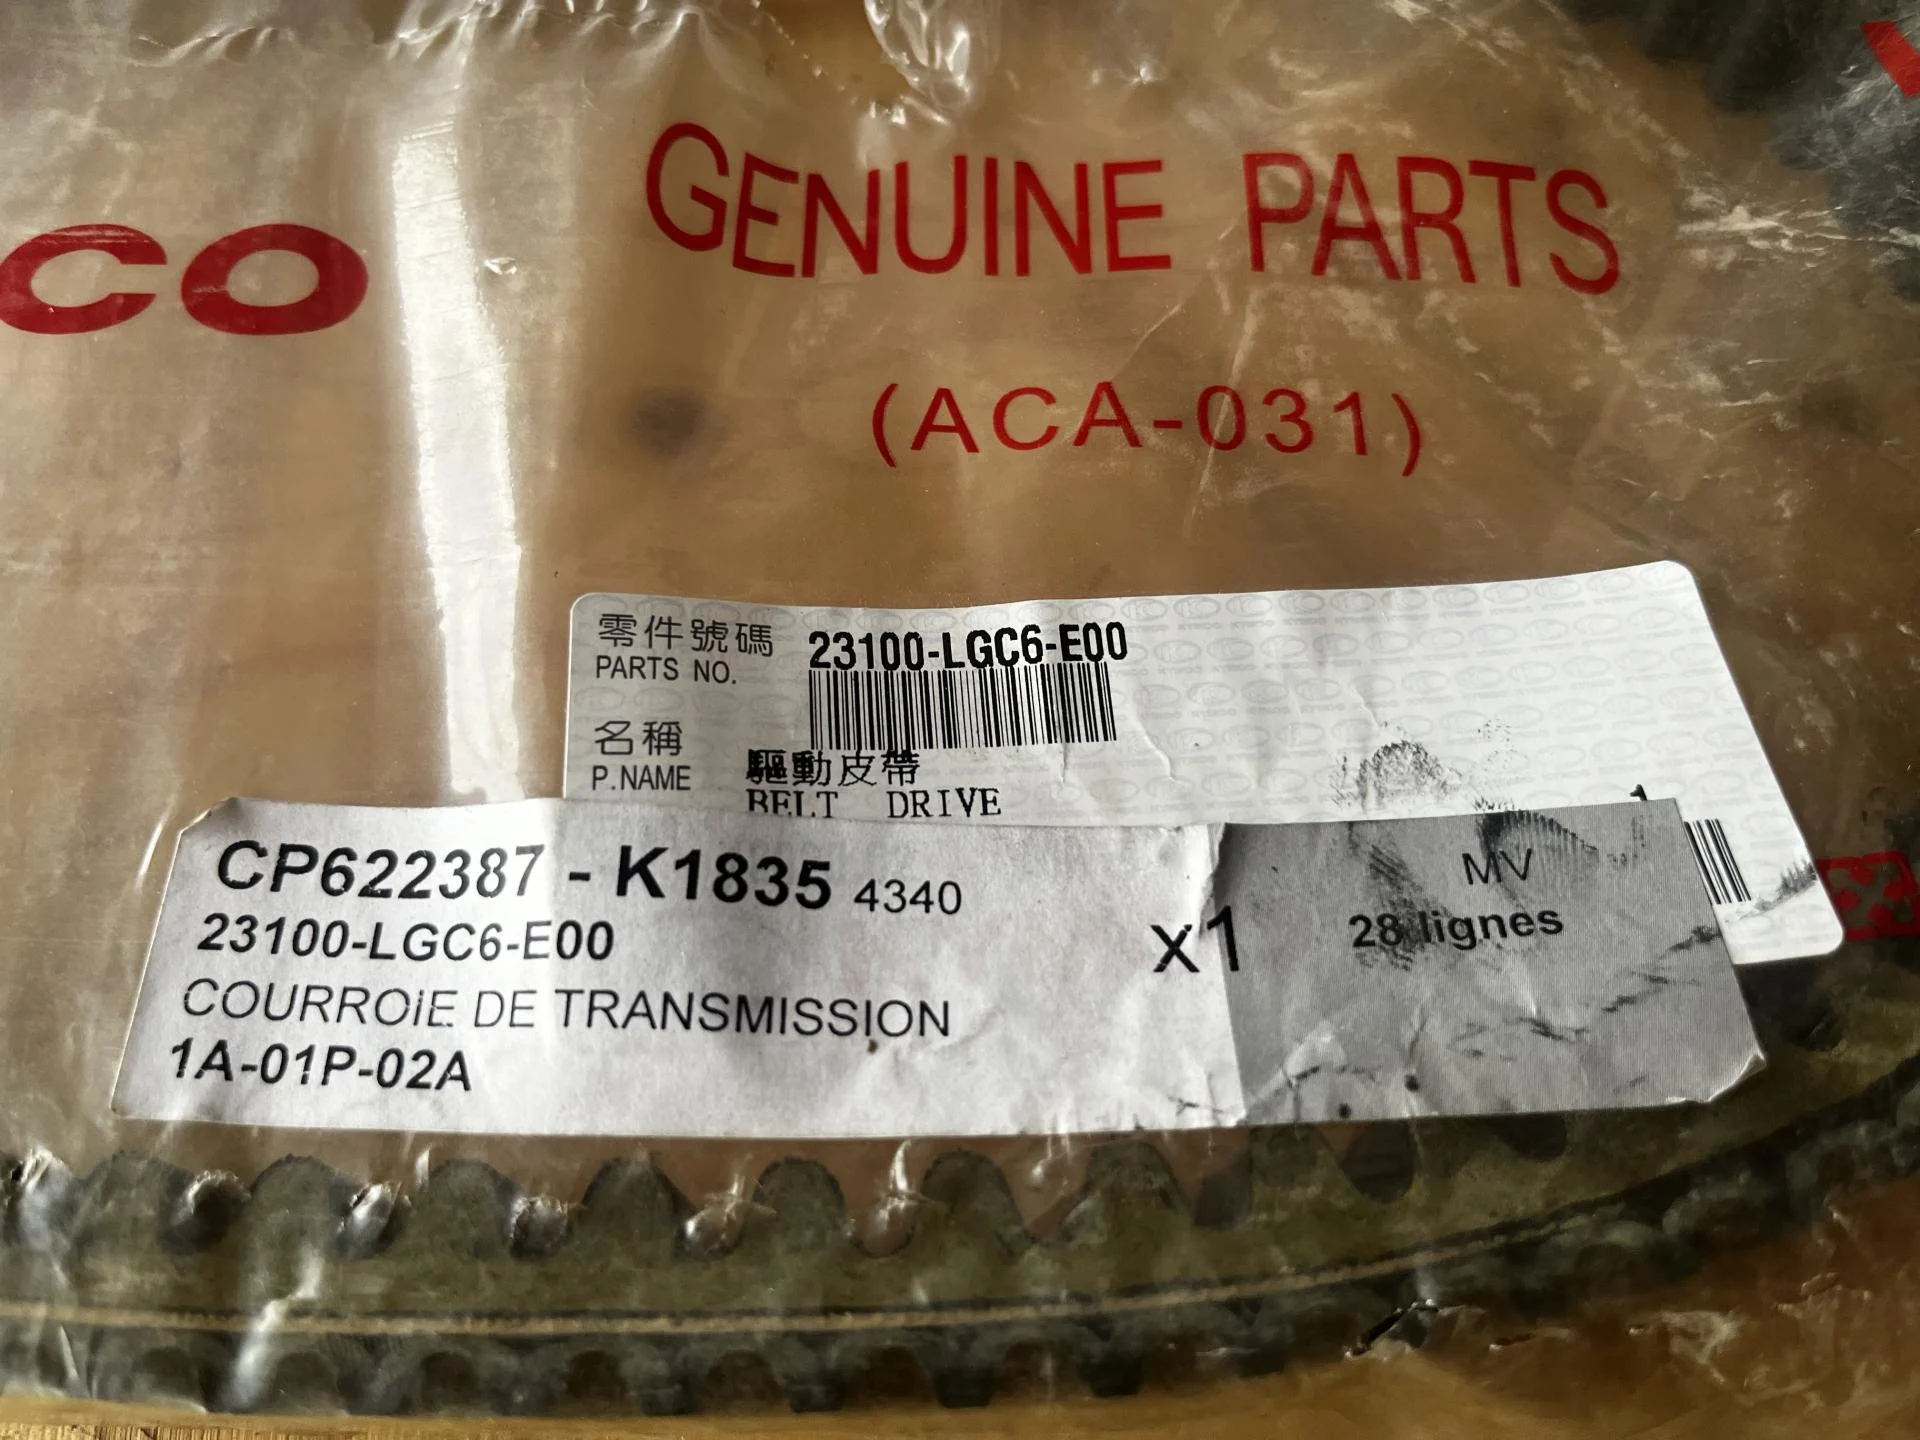 CO
GENUINE PARTS
(ACA-031)
零件號碼
PARTS NO.
23100-LGC6-E00
名稱
P.NAME
驅動皮帶
BELT DRIVE
1
CP622387 - K1835 4340
23100-LGC6-E00
COURROIE DE TRANSMISSION
1A-01P-02A
x1
MV
28 lignes